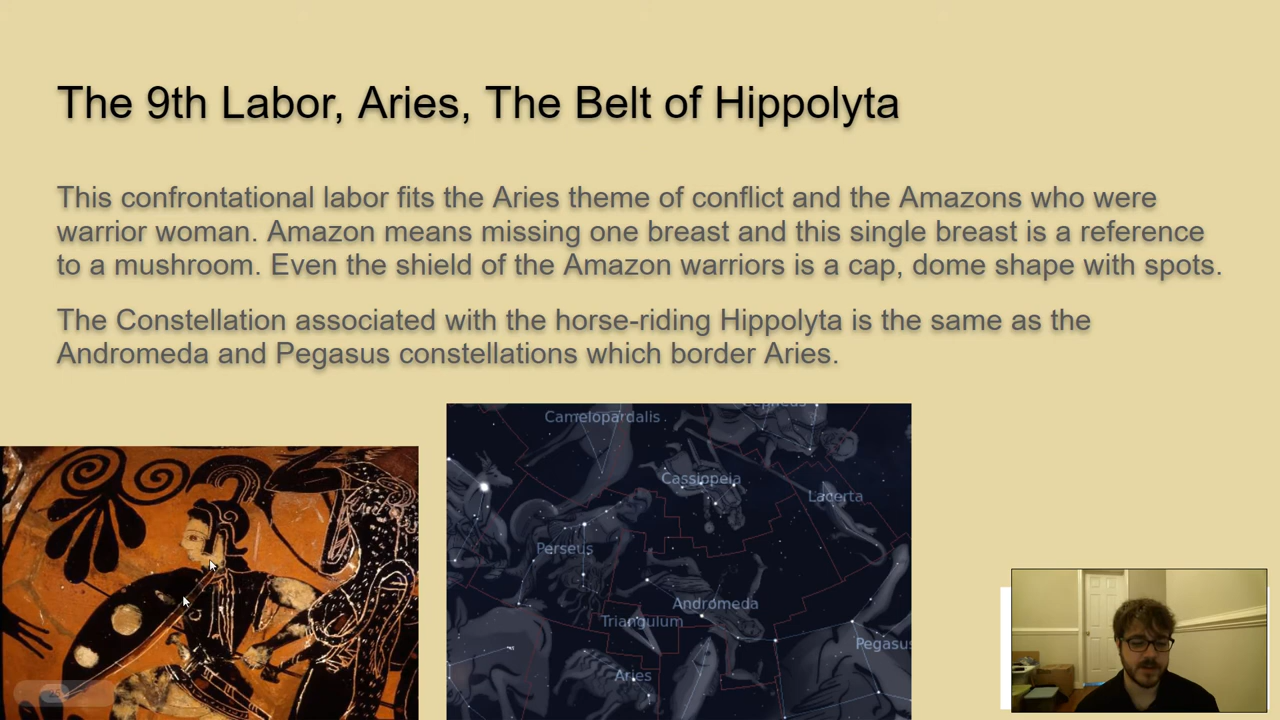 The 9th Labor, Aries, The Belt of Hippolyta
This confrontational labor fits the Aries theme of conflict and the Amazons who were
warrior woman. Amazon means missing one breast and this single breast is a reference
to a mushroom. Even the shield of the Amazon warriors is a cap, dome shape with spots.
The Constellation associated with the horse-riding Hippolyta is the same as the
Andromeda and Pegasus constellations which border Aries.
Camelopardalis
Cepheus
Cassiopeia
Lacerta
Perseus
Andromeda
Triangulum
Pegasus
Aries